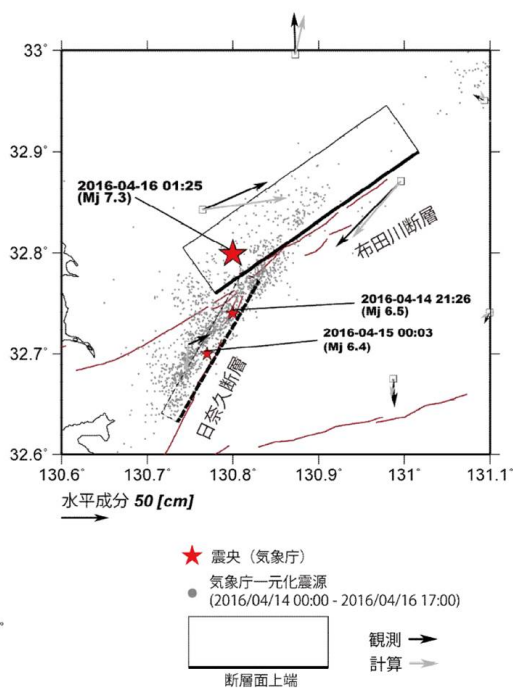 33°
32.9°
32.8°
32.7°
32.6°
130.6°
130.7°
130.8°
130.9°
131°
131.1°
2016-04-16 01:25
(Mj 7.3)
布田川断層
2016-04-14 21:26
(Mj 6.5)
2016-04-15 00:03
(Mj 6.4)
日奈久断層
水平成分 50 [cm]
震央（気象庁）
気象庁一元化震源
(2016/04/14 00:00 - 2016/04/16 17:00)
観測
計算
断層面上端
。